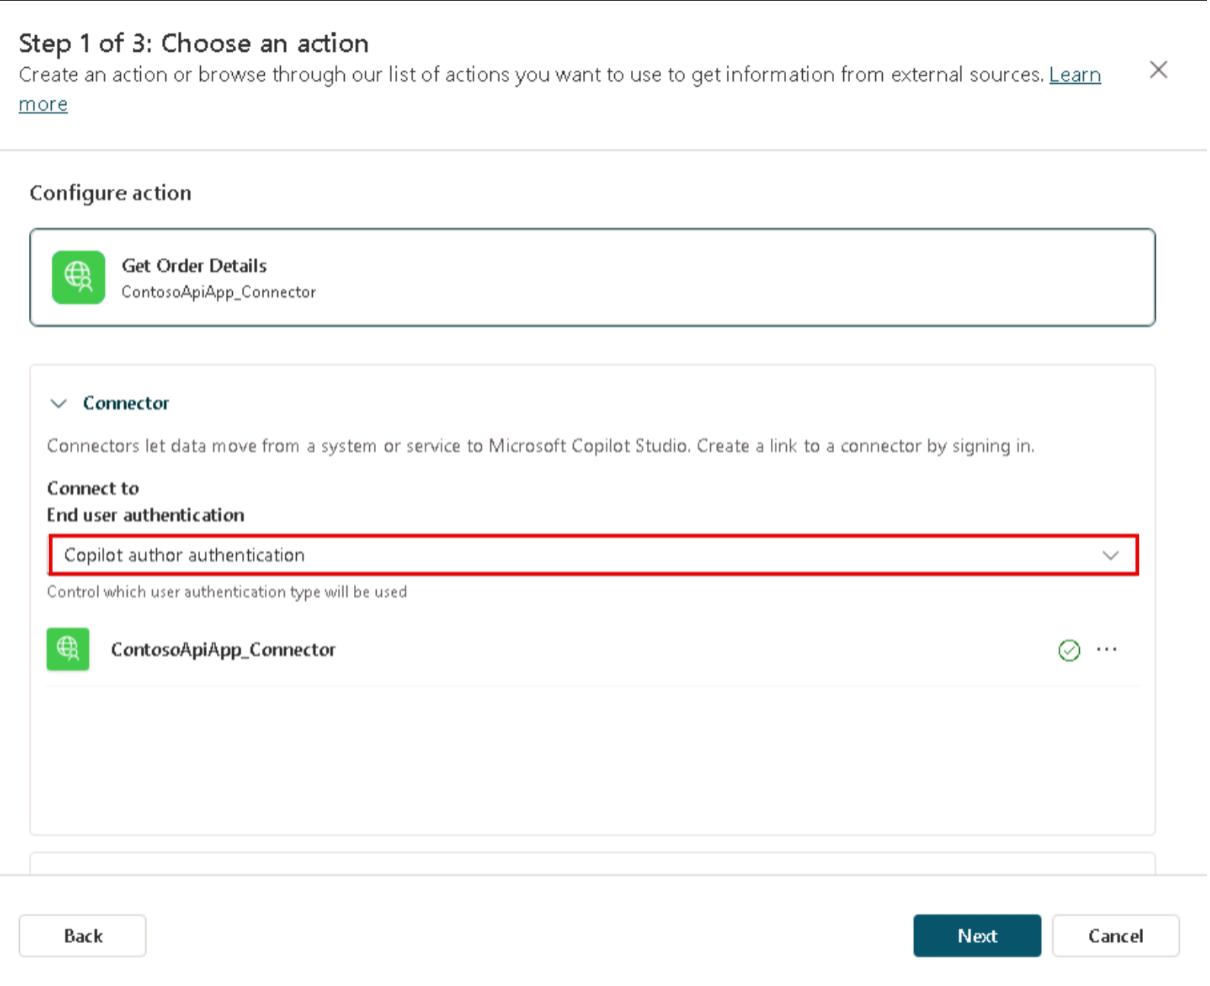 Step 1 of 3: Choose an action
Create an action or browse through our list of actions you want to use to get information from external sources. Learn
more
Configure action
Get Order Details
ContosoApiApp_Connector
Connector
Connectors let data move from a system or service to Microsoft Copilot Studio. Create a link to a connector by signing in.
Connect to
End user authentication
Copilot author authentication
Control which user authentication type will be used
ContosoApiApp_Connector
Back
Next
Cancel